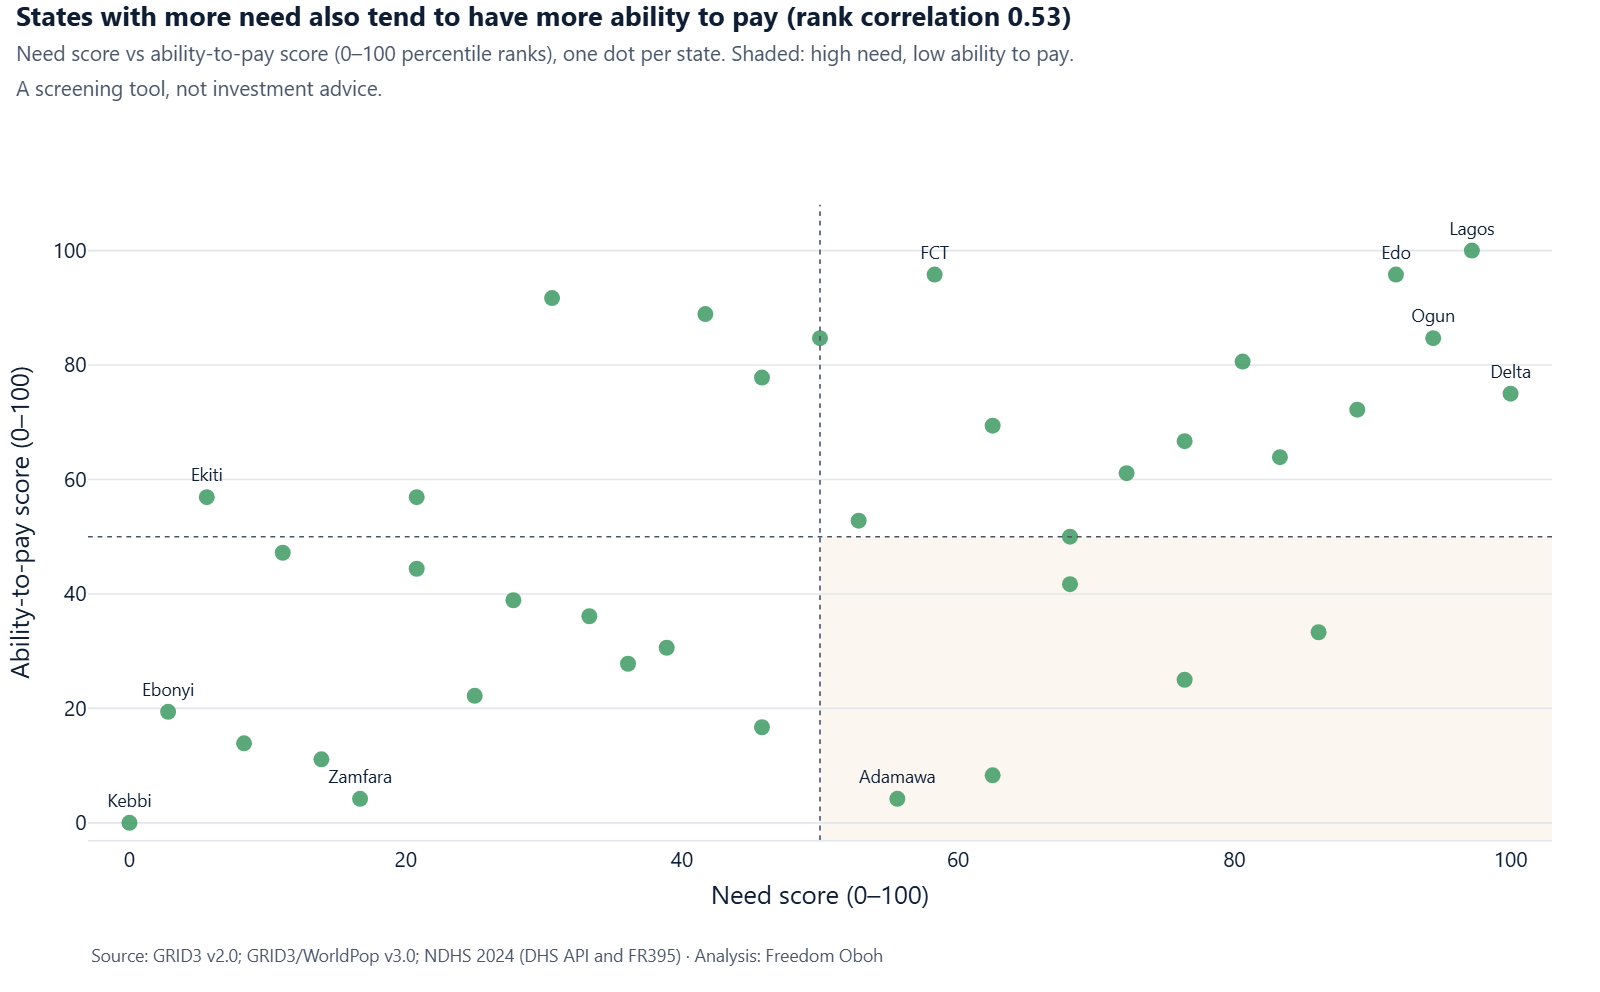 States with more need also tend to have more ability to pay (rank correlation 0.53)
Need score vs ability-to-pay score (0–100 percentile ranks), one dot per state. Shaded: high need, low ability to pay.
A screening tool, not investment advice.
Lagos
FCT
Edo
100
Ogun
80
Delta
Ekiti
60
40
Ebonyi
20
Zamfara
Adamawa
Kebbi
0
Ability-to-pay score (0–100)
0 20 40 60 80 100
Need score (0–100)
Source: GRID3 v2.0; GRID3/WorldPop v3.0; NDHS 2024 (DHS API and FR395) · Analysis: Freedom Oboh